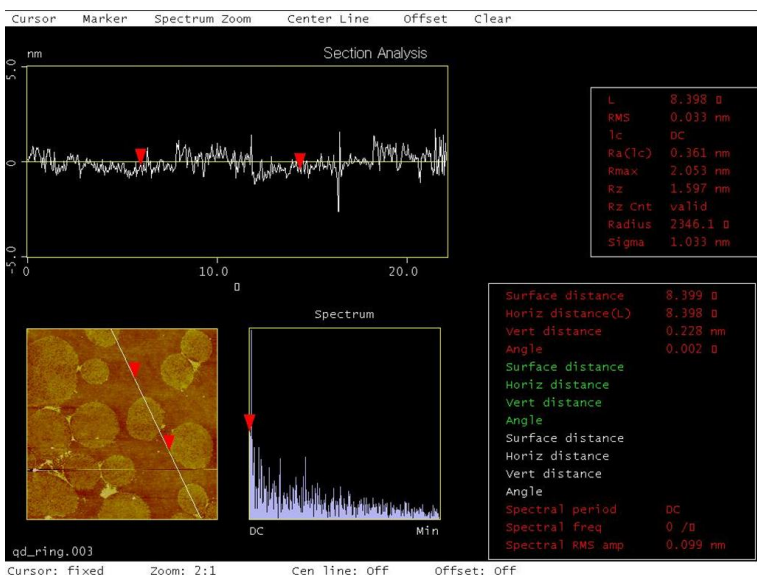 Cursor Marker Spectrum Zoom Center Line Offset Clear
nm
Section Analysis
5.0
0
-5.0
0 10.0 20.0
L 8.398
RMS 0.033 nm
lc DC
Ra(lc) 0.361 nm
Rmax 2.053 nm
Rz 1.597 nm
Rz Cnt valid
Radius 2346.1
Sigma 1.033 nm
Spectrum
DC Min
Surface distance 8.399
Horiz distance(L) 8.398
Vert distance 0.228 nm
Angle 0.002
Surface distance
Horiz distance
Vert distance
Angle
Surface distance
Horiz distance
Vert distance
Angle
Spectral period DC
Spectral freq 0 /
Spectral RMS amp 0.099 nm
qd_ring.003
Cursor: fixed Zoom: 2:1 Cen line: Off Offset: Off